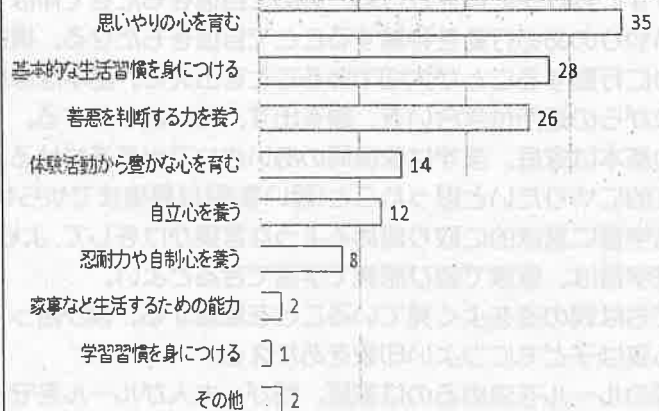 思いやりの心を育む 35
基本的な生活習慣を身につける 28
善悪を判断する力を養う 26
体験活動から豊かな心を育む 14
自立心を養う 12
忍耐力や自制心を養う 8
家事など生活するための能力 2
学習習慣を身につける 1
その他 2